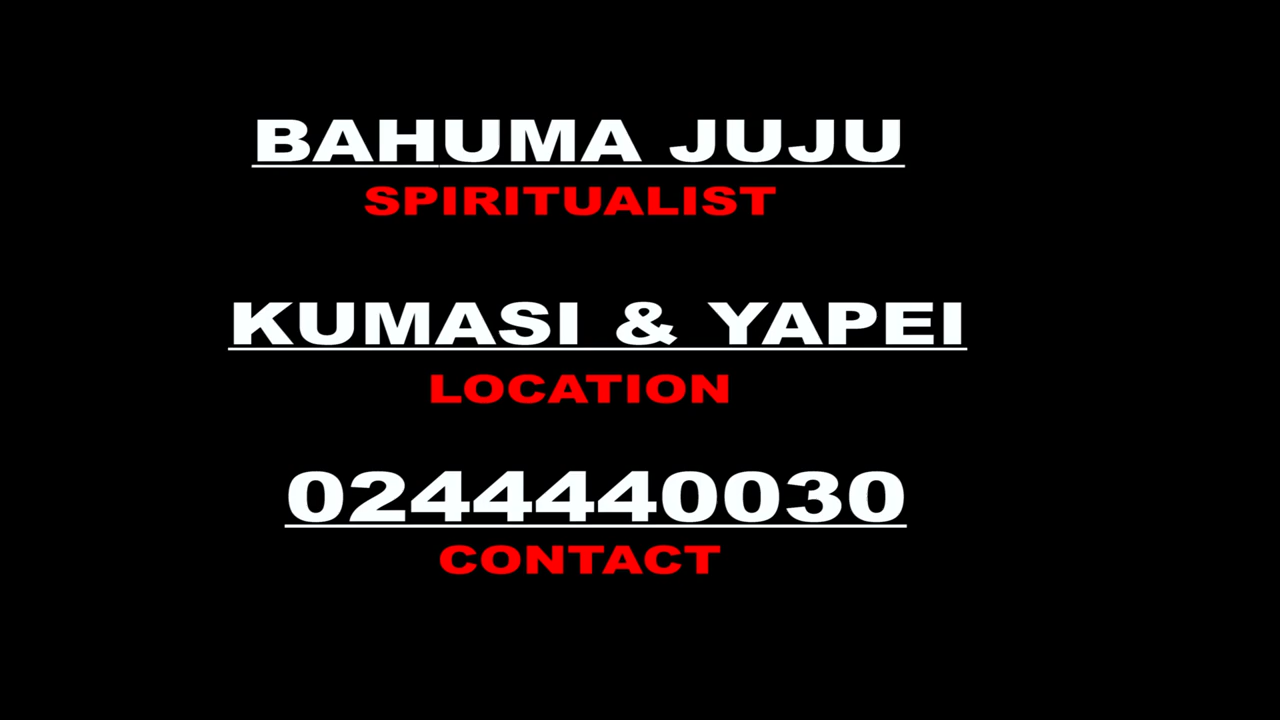 BAHUMA JUJU
SPIRITUALIST
KUMASI & YAPEI
LOCATION
0244440030
CONTACT